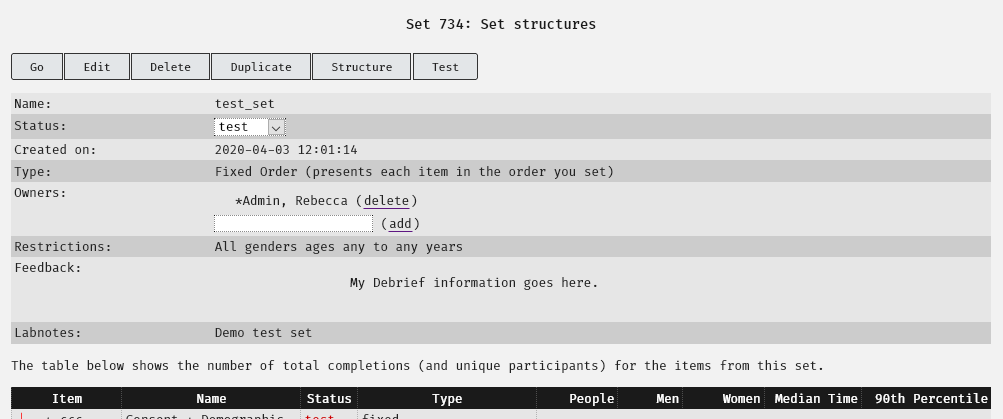 Set 734: Set structures
Go Edit Delete Duplicate Structure Test
Name: test_set
Status: test
Created on: 2020-04-03 12:01:14
Type: Fixed Order (presents each item in the order you set)
Owners:
*Admin, Rebecca (delete)
(add)
Restrictions: All genders ages any to any years
Feedback:
My Debrief information goes here.
Labnotes: Demo test set
The table below shows the number of total completions (and unique participants) for the items from this set.
Item Name Status Type People Men Women Median Time 90th Percentile
Consent + Demographic test fixed